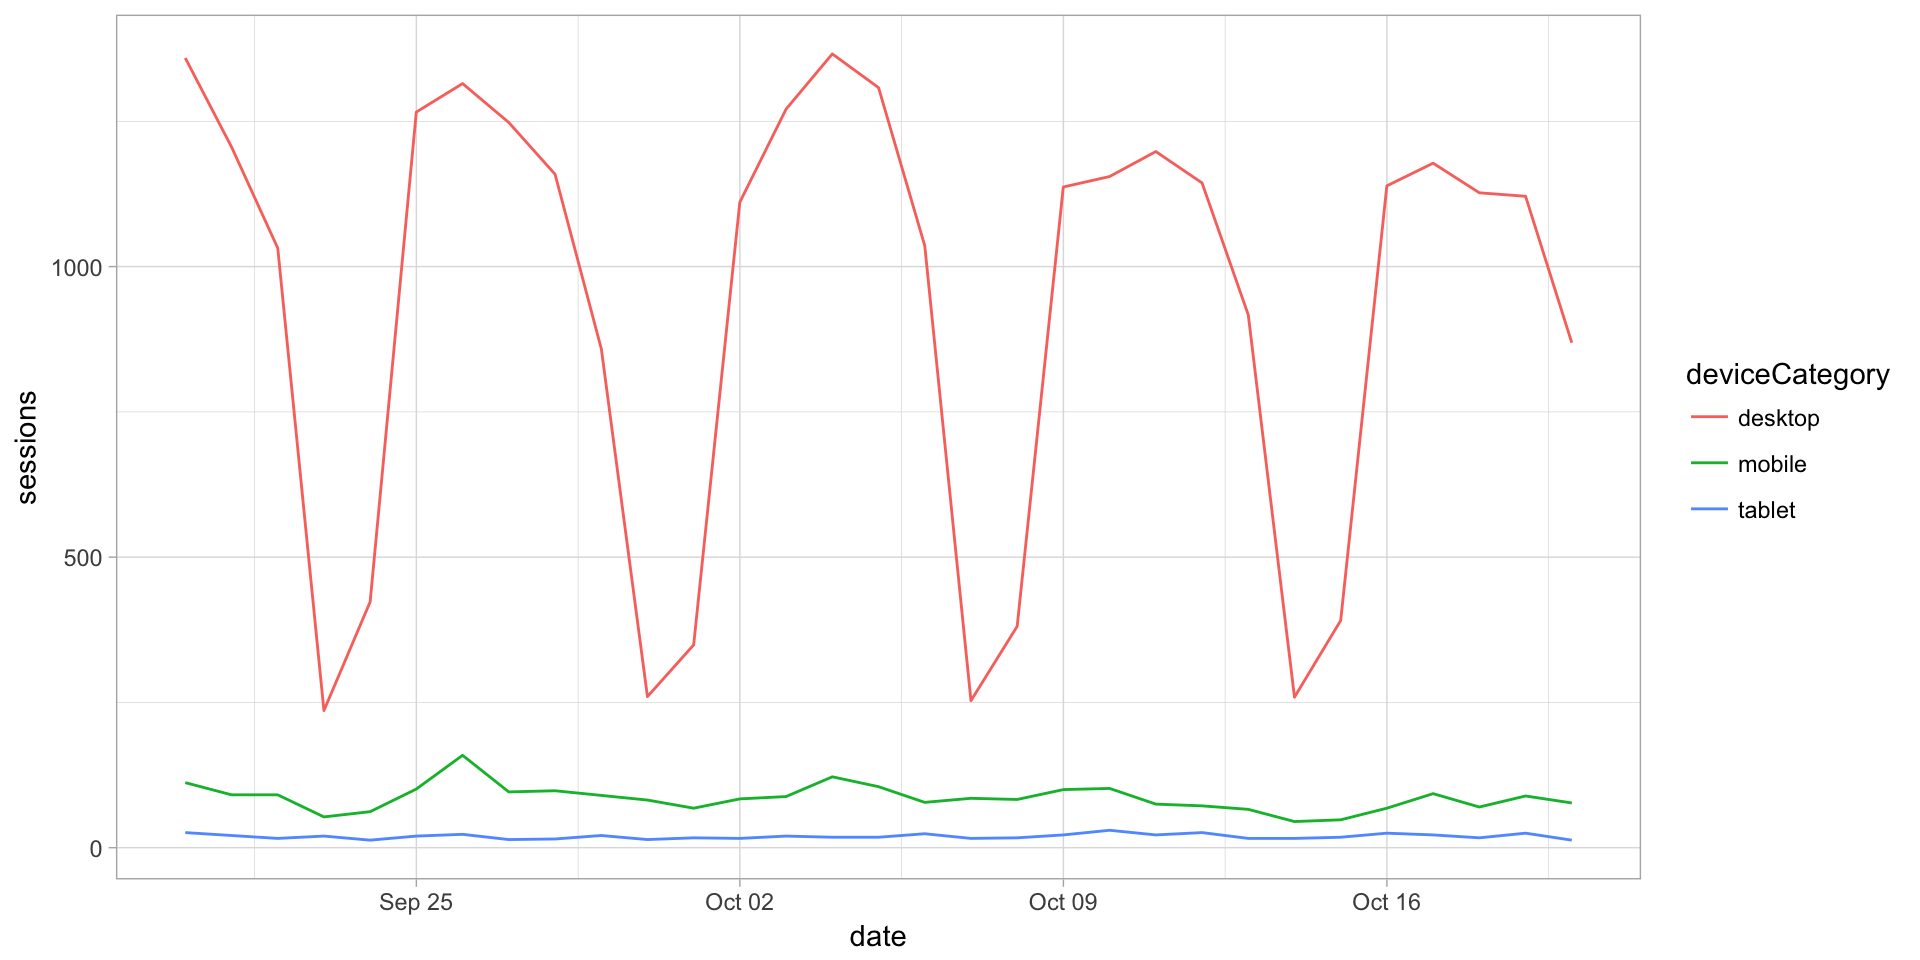 sessions
1000
500
0
Sep 25
Oct 02
Oct 09
Oct 16
date
deviceCategory
desktop
mobile
tablet